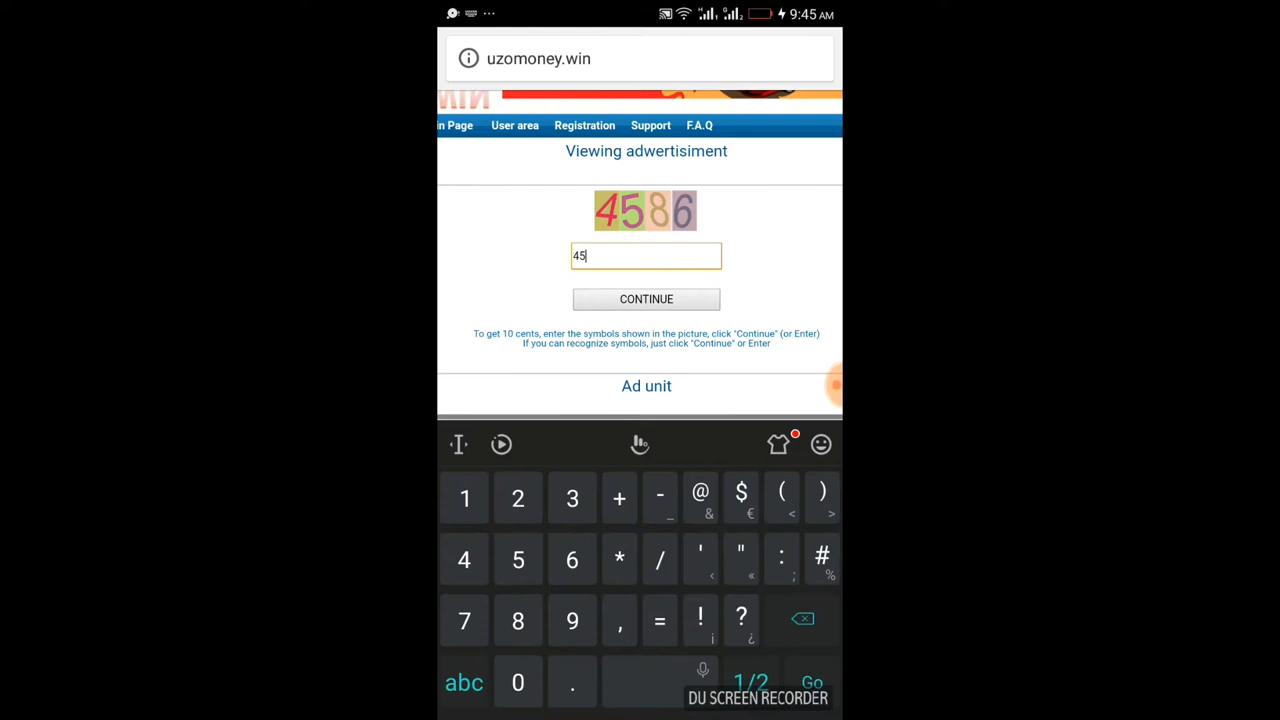 9:45 AM
uzomoney.win
WIN
in Page User area Registration Support F.A.Q
Viewing adwertisiment
4586
45
CONTINUE
To get 10 cents, enter the symbols shown in the picture, click "Continue" (or Enter)
If you can recognize symbols, just click "Continue" or Enter
Ad unit
1 2 3 + - _ @ & $ € ( < ) >
4 5 6 * / ' ‹ " « : ; # %
7 8 9 , = ! ¡ ? ¿
abc 0 . 1/2 Go
DU SCREEN RECORDER